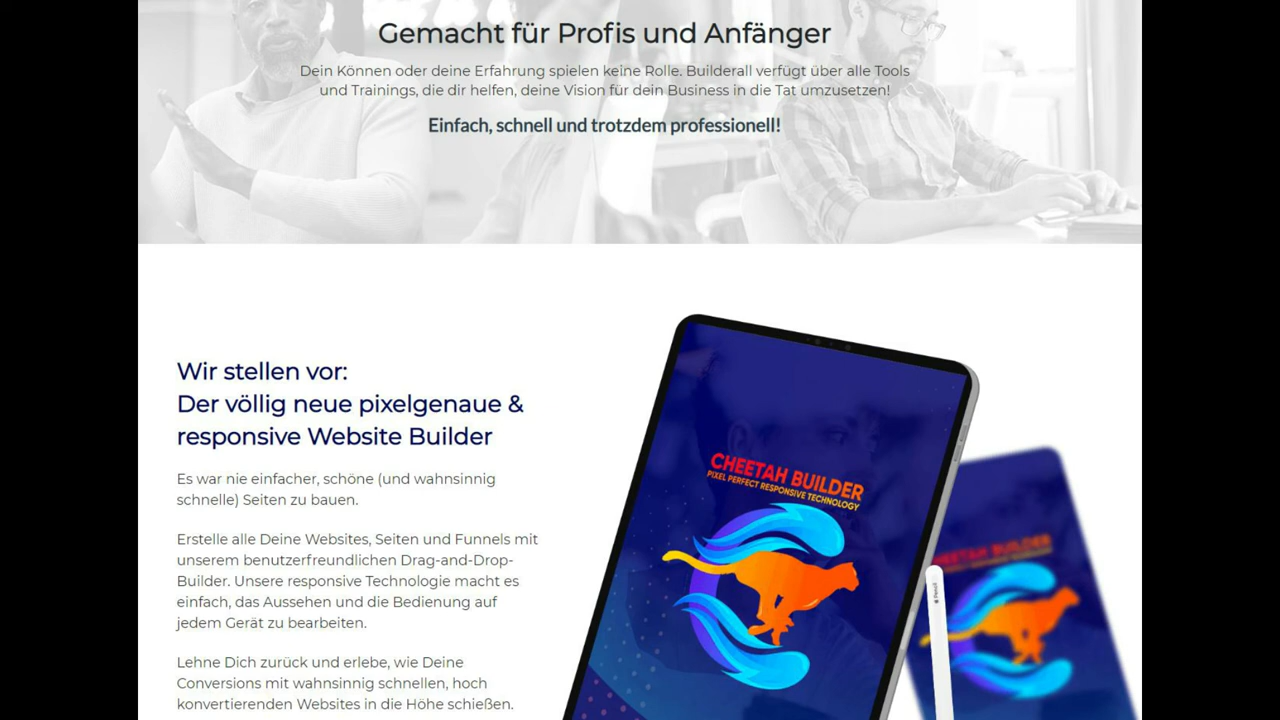 Gemacht für Profis und Anfänger
Dein Können oder deine Erfahrung spielen keine Rolle. Builderall verfügt über alle Tools
und Trainings, die dir helfen, deine Vision für dein Business in die Tat umzusetzen!
Einfach, schnell und trotzdem professionell!
Wir stellen vor:
Der völlig neue pixelgenaue &
responsive Website Builder
Es war nie einfacher, schöne (und wahnsinnig
schnelle) Seiten zu bauen.
Erstelle alle Deine Websites, Seiten und Funnels mit
unserem benutzerfreundlichen Drag-and-Drop-
Builder. Unsere responsive Technologie macht es
einfach, das Aussehen und die Bedienung auf
jedem Gerät zu bearbeiten.
Lehne Dich zurück und erlebe, wie Deine
Conversions mit wahnsinnig schnellen, hoch
konvertierenden Websites in die Höhe schießen.
CHEETAH BUILDER
PIXEL PERFECT RESPONSIVE TECHNOLOGY
CHEETAH BUILDER
Pencil